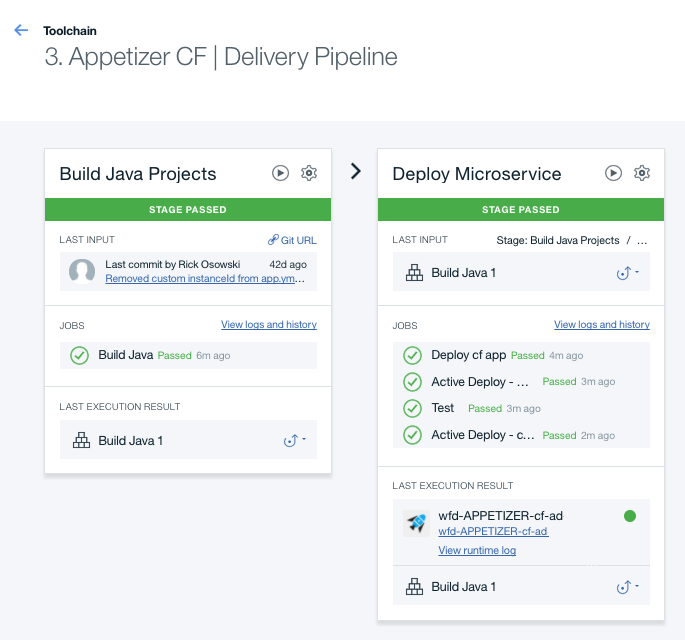 Toolchain
3. Appetizer CF | Delivery Pipeline
Build Java Projects
STAGE PASSED
LAST INPUT Git URL
Last commit by Rick Osowski 42d ago
Removed custom instanceId from app.ym...
JOBS View logs and history
Build Java Passed 6m ago
LAST EXECUTION RESULT
Build Java 1
Deploy Microservice
STAGE PASSED
LAST INPUT Stage: Build Java Projects / ...
Build Java 1
JOBS View logs and history
Deploy cf app Passed 4m ago
Active Deploy - ... Passed 3m ago
Test Passed 3m ago
Active Deploy - c... Passed 2m ago
LAST EXECUTION RESULT
wfd-APPETIZER-cf-ad
wfd-APPETIZER-cf-ad
View runtime log
Build Java 1